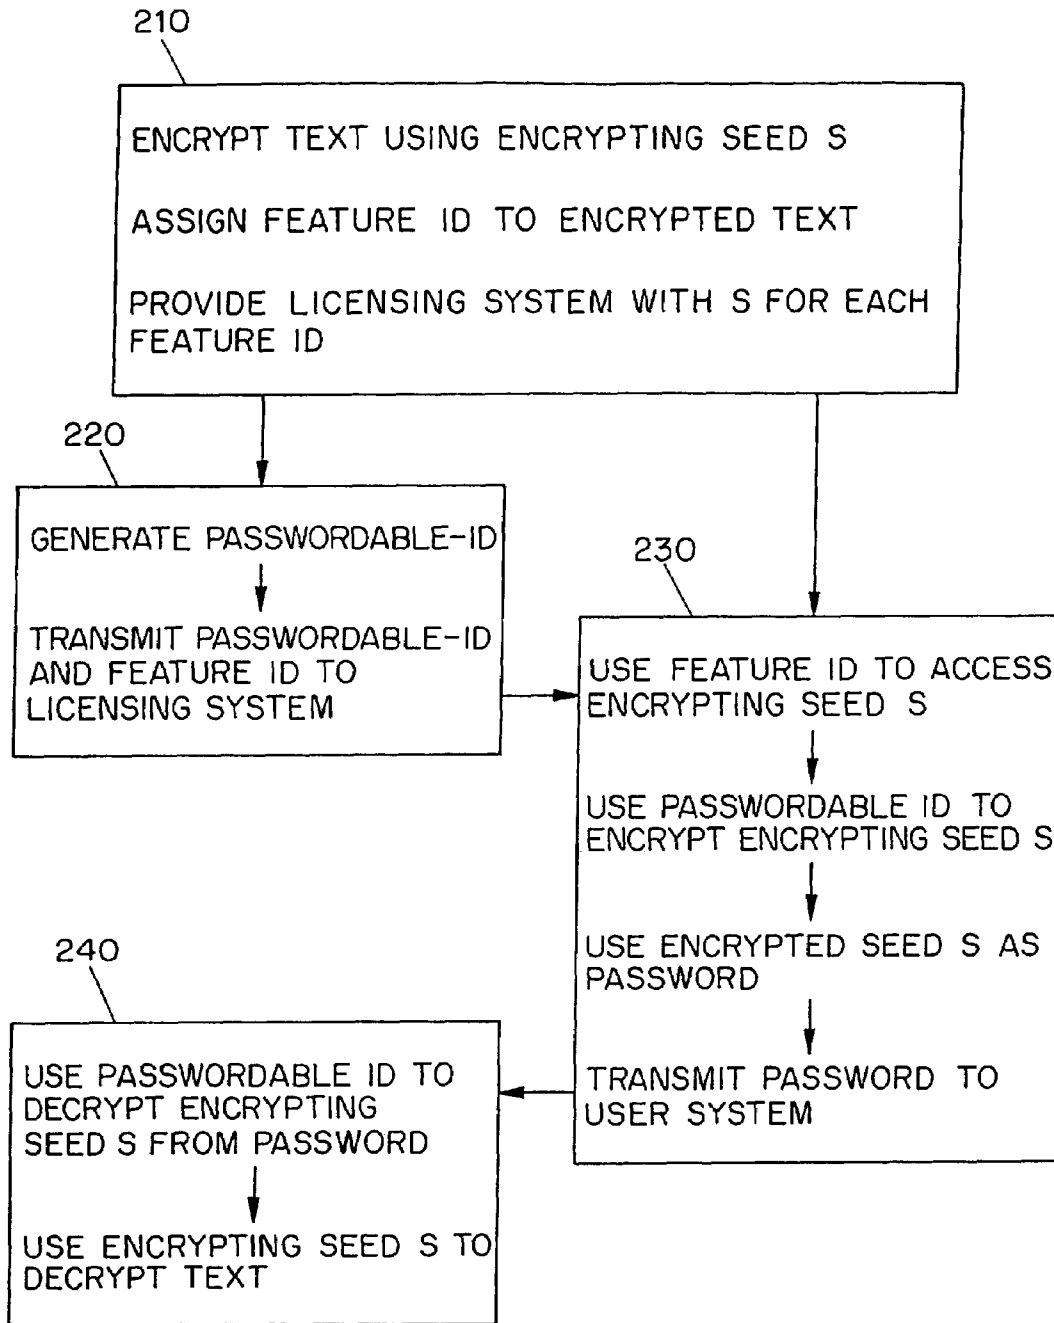 210
ENCRYPT TEXT USING ENCRYPTING SEED S
ASSIGN FEATURE ID TO ENCRYPTED TEXT
PROVIDE LICENSING SYSTEM WITH S FOR EACH
FEATURE ID
220
GENERATE PASSWORDABLE-ID
TRANSMIT PASSWORDABLE-ID
AND FEATURE ID TO
LICENSING SYSTEM
230
USE FEATURE ID TO ACCESS
ENCRYPTING SEED S
USE PASSWORDABLE ID TO
ENCRYPT ENCRYPTING SEED S
USE ENCRYPTED SEED S AS
PASSWORD
TRANSMIT PASSWORD TO
USER SYSTEM
240
USE PASSWORDABLE ID TO
DECRYPT ENCRYPTING
SEED S FROM PASSWORD
USE ENCRYPTING SEED S TO
DECRYPT TEXT